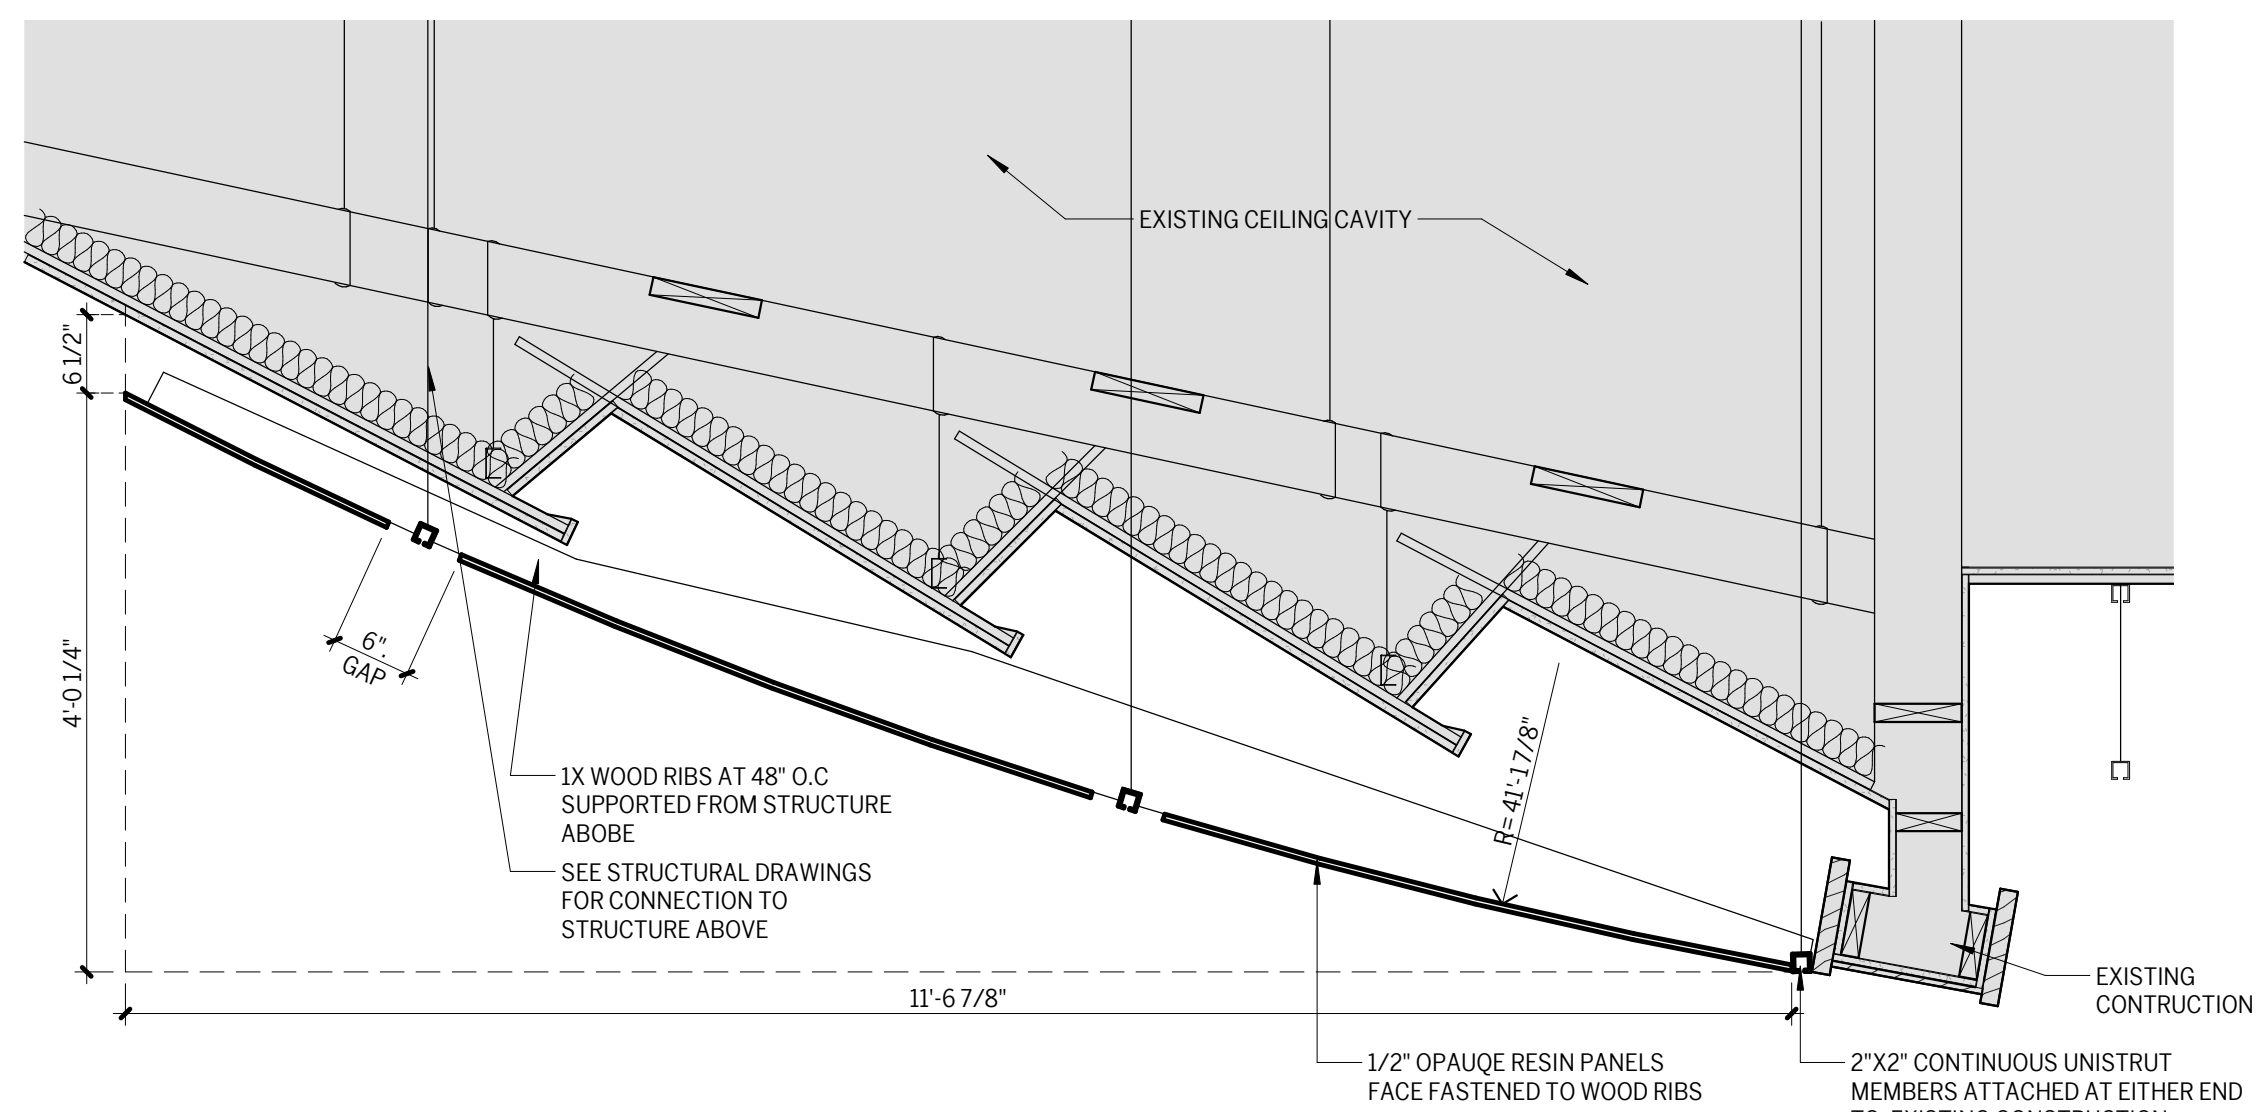 EXISTING CEILING CAVITY
6 1/2"
4'-0 1/4"
6".
GAP
R= 41'-1 7/8"
1X WOOD RIBS AT 48" O.C
SUPPORTED FROM STRUCTURE
ABOBE
SEE STRUCTURAL DRAWINGS
FOR CONNECTION TO
STRUCTURE ABOVE
11'-6 7/8"
EXISTING
CONTRUCTION
1/2" OPAUQE RESIN PANELS
FACE FASTENED TO WOOD RIBS
2"X2" CONTINUOUS UNISTRUT
MEMBERS ATTACHED AT EITHER END
TO EXISTING CONSTRUCTION